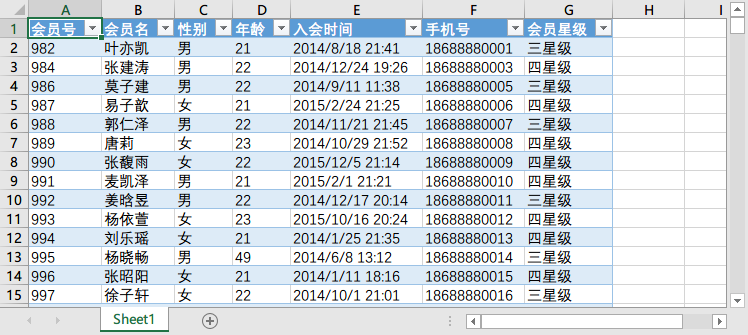 A B C D E F G H I
1 会员号 会员名 性别 年龄 入会时间 手机号 会员星级
2 982 叶亦凯 男 21 2014/8/18 21:41 18688880001 三星级
3 984 张建涛 男 22 2014/12/24 19:26 18688880003 四星级
4 986 莫子建 男 22 2014/9/11 11:38 18688880005 三星级
5 987 易子歆 女 21 2015/2/24 21:25 18688880006 四星级
6 988 郭仁泽 男 22 2014/11/21 21:45 18688880007 三星级
7 989 唐莉 女 23 2014/10/29 21:52 18688880008 四星级
8 990 张馥雨 女 22 2015/12/5 21:14 18688880009 四星级
9 991 麦凯泽 男 21 2015/2/1 21:21 18688880010 四星级
10 992 姜晗昱 男 22 2014/12/17 20:14 18688880011 三星级
11 993 杨依萱 女 23 2015/10/16 20:24 18688880012 四星级
12 994 刘乐瑶 女 21 2014/1/25 21:35 18688880013 四星级
13 995 杨晓畅 男 49 2014/6/8 13:12 18688880014 三星级
14 996 张昭阳 女 21 2014/1/11 18:16 18688880015 四星级
15 997 徐子轩 女 22 2014/10/1 21:01 18688880016 三星级
Sheet1